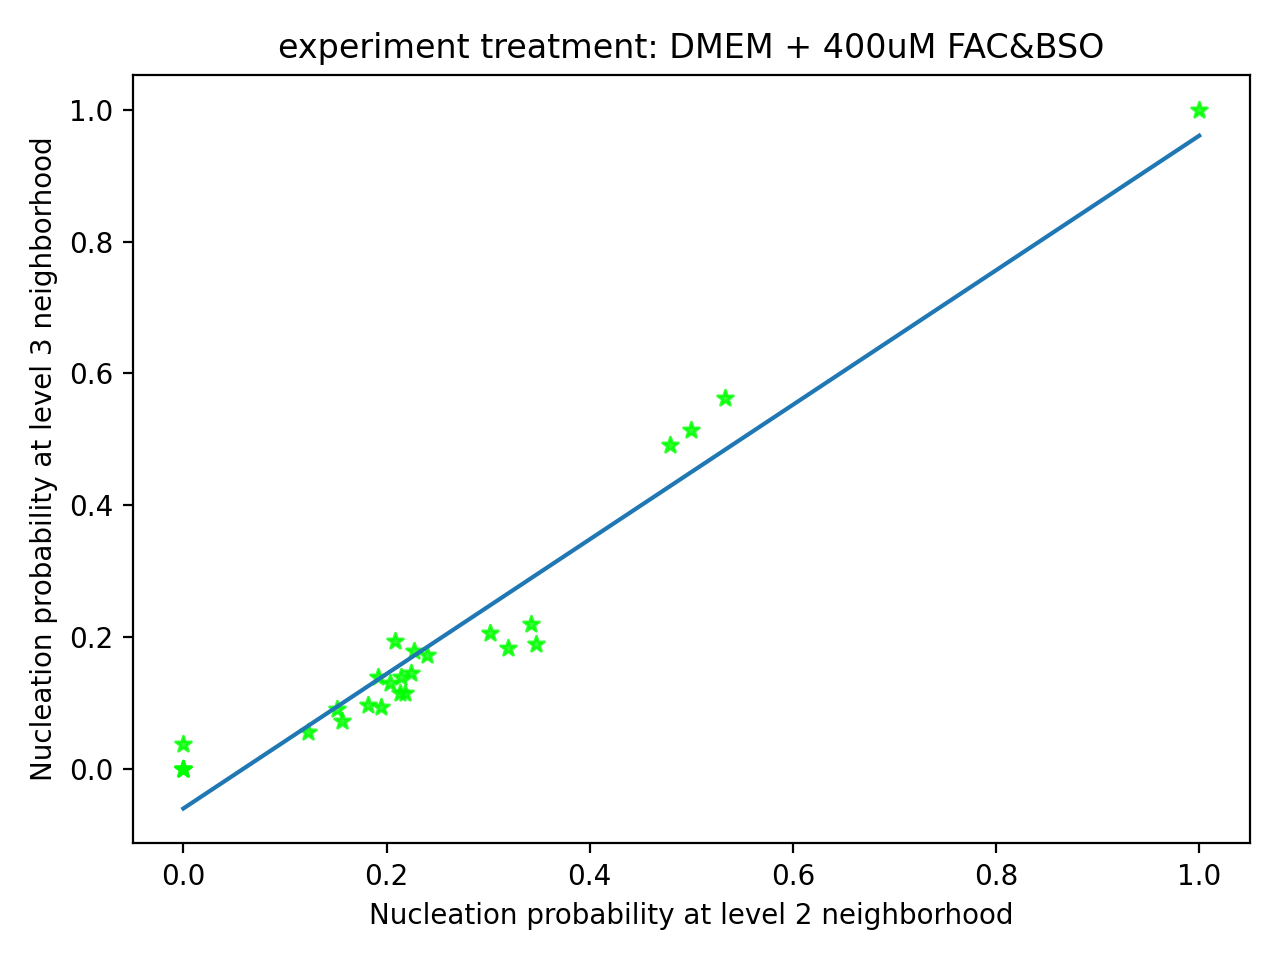 experiment treatment: DMEM + 400uM FAC&BSO
Nucleation probability at level 3 neighborhood
1.0
0.8
0.6
0.4
0.2
0.0
0.0 0.2 0.4 0.6 0.8 1.0
Nucleation probability at level 2 neighborhood